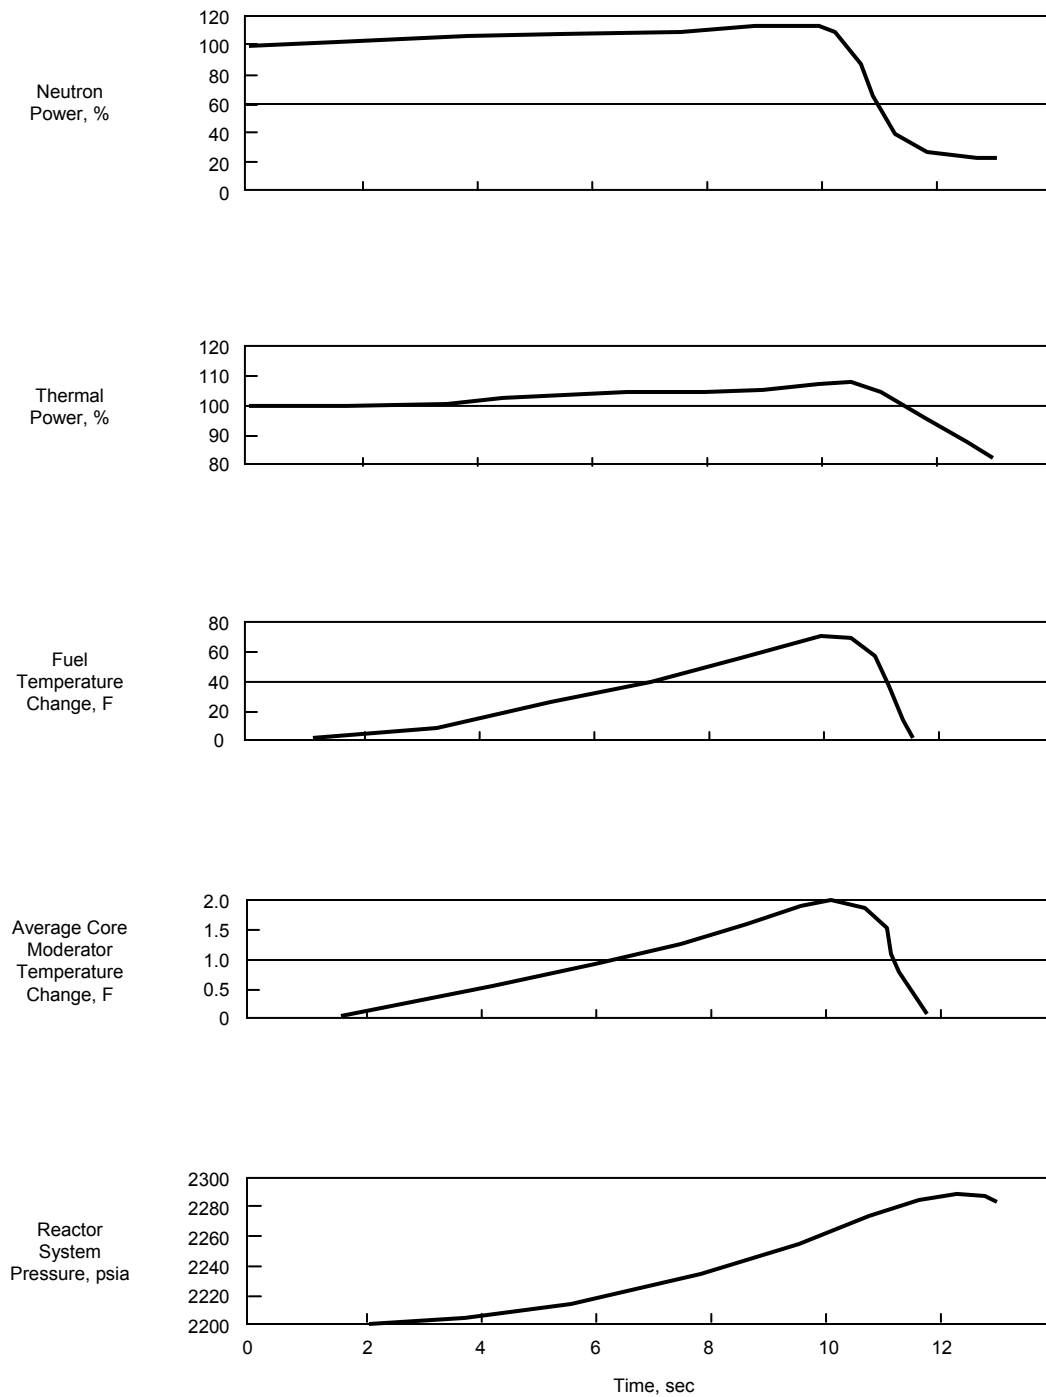 120
100
80
60
40
20
0
Neutron
Power, %
120
110
100
90
80
Thermal
Power, %
80
60
40
20
0
Fuel
Temperature
Change, F
2.0
1.5
1.0
0.5
0
Average Core
Moderator
Temperature
Change, F
2300
2280
2260
2240
2220
2200
Reactor
System
Pressure, psia
0 2 4 6 8 10 12
Time, sec